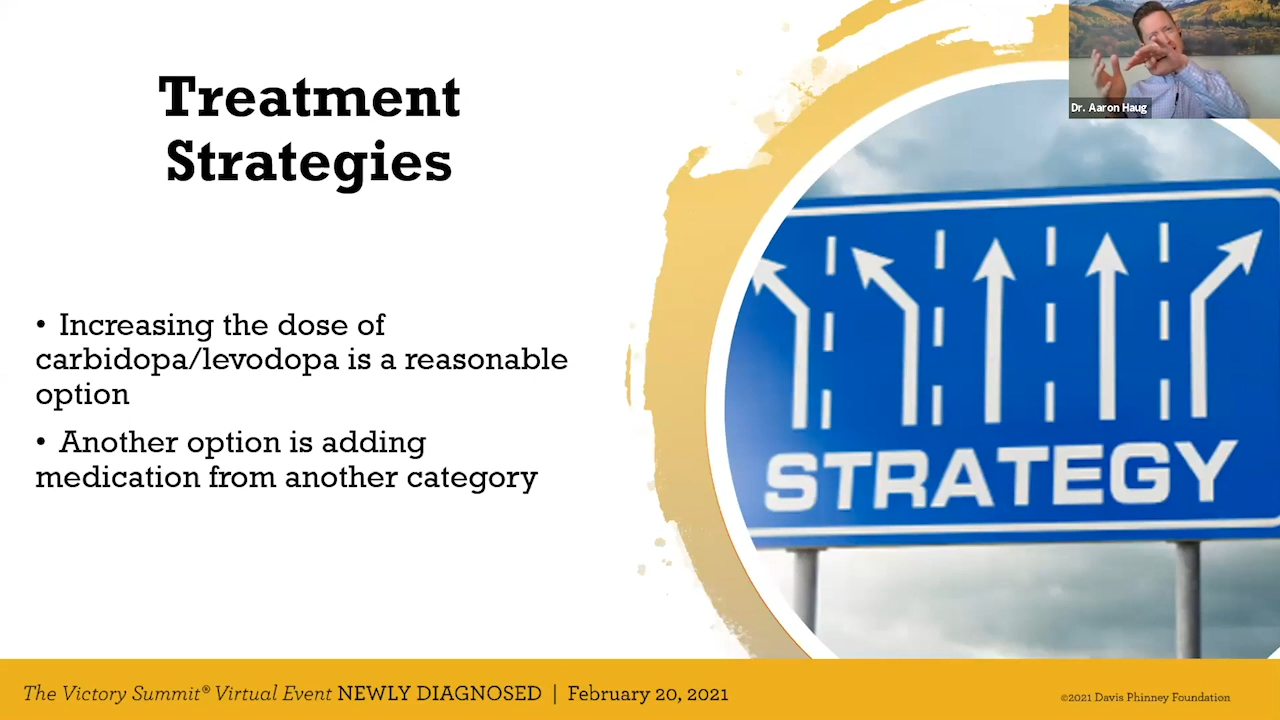 Treatment
Strategies
• Increasing the dose of
carbidopa/levodopa is a reasonable
option
• Another option is adding
medication from another category
Dr. Aaron Haug
STRATEGY
The Victory Summit® Virtual Event NEWLY DIAGNOSED | February 20, 2021
©2021 Davis Phinney Foundation